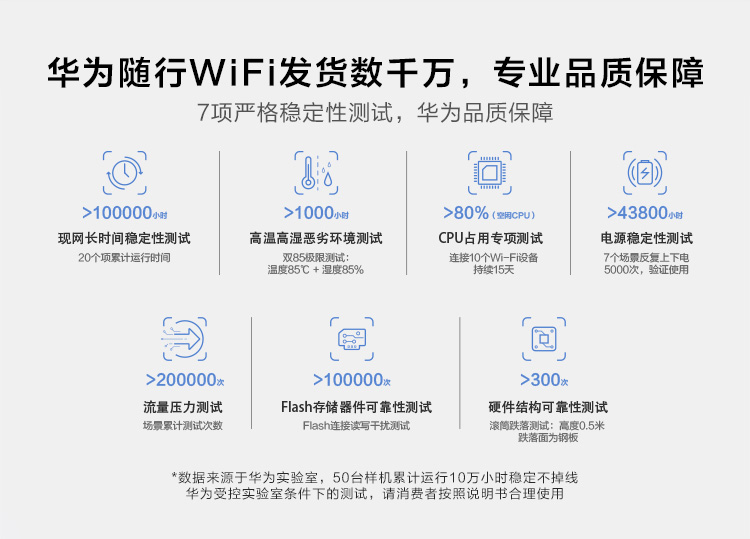 华为随行WiFi发货数千万，专业品质保障
7项严格稳定性测试，华为品质保障
>100000小时
现网长时间稳定性测试
20个项累计运行时间
>1000小时
高温高湿恶劣环境测试
双85极限测试：
温度85℃ + 湿度85%
>80%（空闲CPU）
CPU占用专项测试
连接10个Wi-Fi设备
持续15天
>43800小时
电源稳定性测试
7个场景反复上下电
5000次，验证使用
>200000次
流量压力测试
场景累计测试次数
>100000次
Flash存储器件可靠性测试
Flash连接读写干扰测试
>300次
硬件结构可靠性测试
滚筒跌落测试：高度0.5米
跌落面为钢板
*数据来源于华为实验室，50台样机累计运行10万小时稳定不掉线
华为受控实验室条件下的测试，请消费者按照说明书合理使用